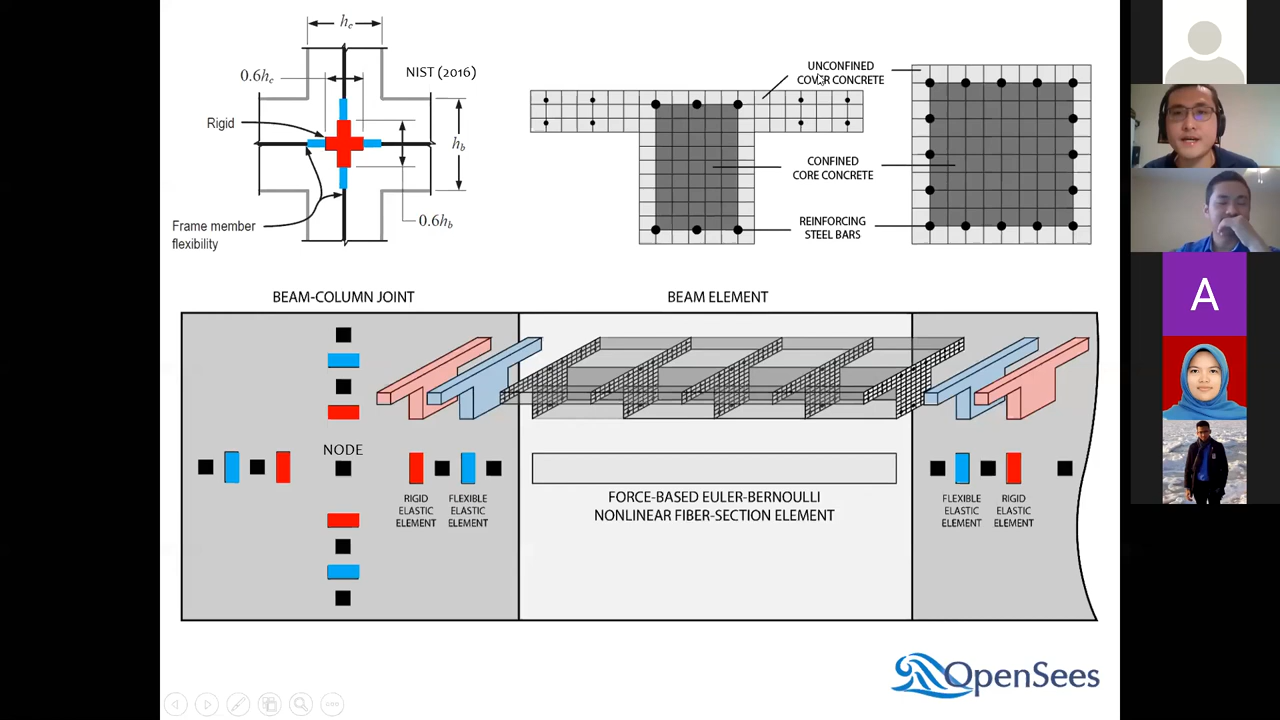 h_c
0.6h_c
NIST (2016)
Rigid
h_b
0.6h_b
Frame member
flexibility
UNCONFINED
COVER CONCRETE
CONFINED
CORE CONCRETE
REINFORCING
STEEL BARS
BEAM-COLUMN JOINT
BEAM ELEMENT
NODE
RIGID
ELASTIC
ELEMENT
FLEXIBLE
ELASTIC
ELEMENT
FORCE-BASED EULER-BERNOULLI
NONLINEAR FIBER-SECTION ELEMENT
FLEXIBLE
ELASTIC
ELEMENT
RIGID
ELASTIC
ELEMENT
OpenSees
A